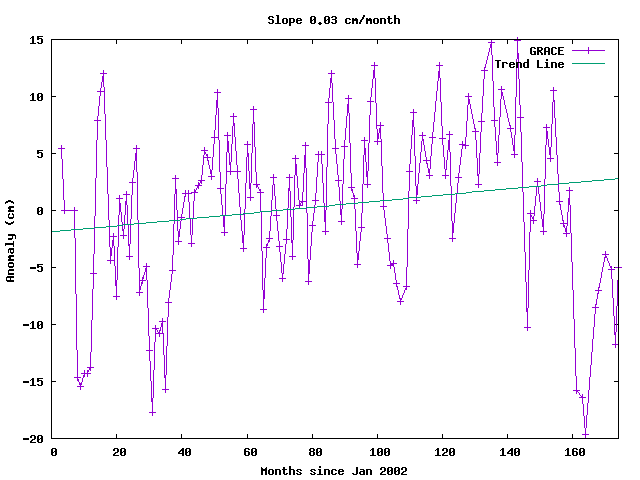 Slope 0.03 cm/month
GRACE
Trend Line
Anomaly (cm)
15
10
5
0
-5
-10
-15
-20
0 20 40 60 80 100 120 140 160
Months since Jan 2002